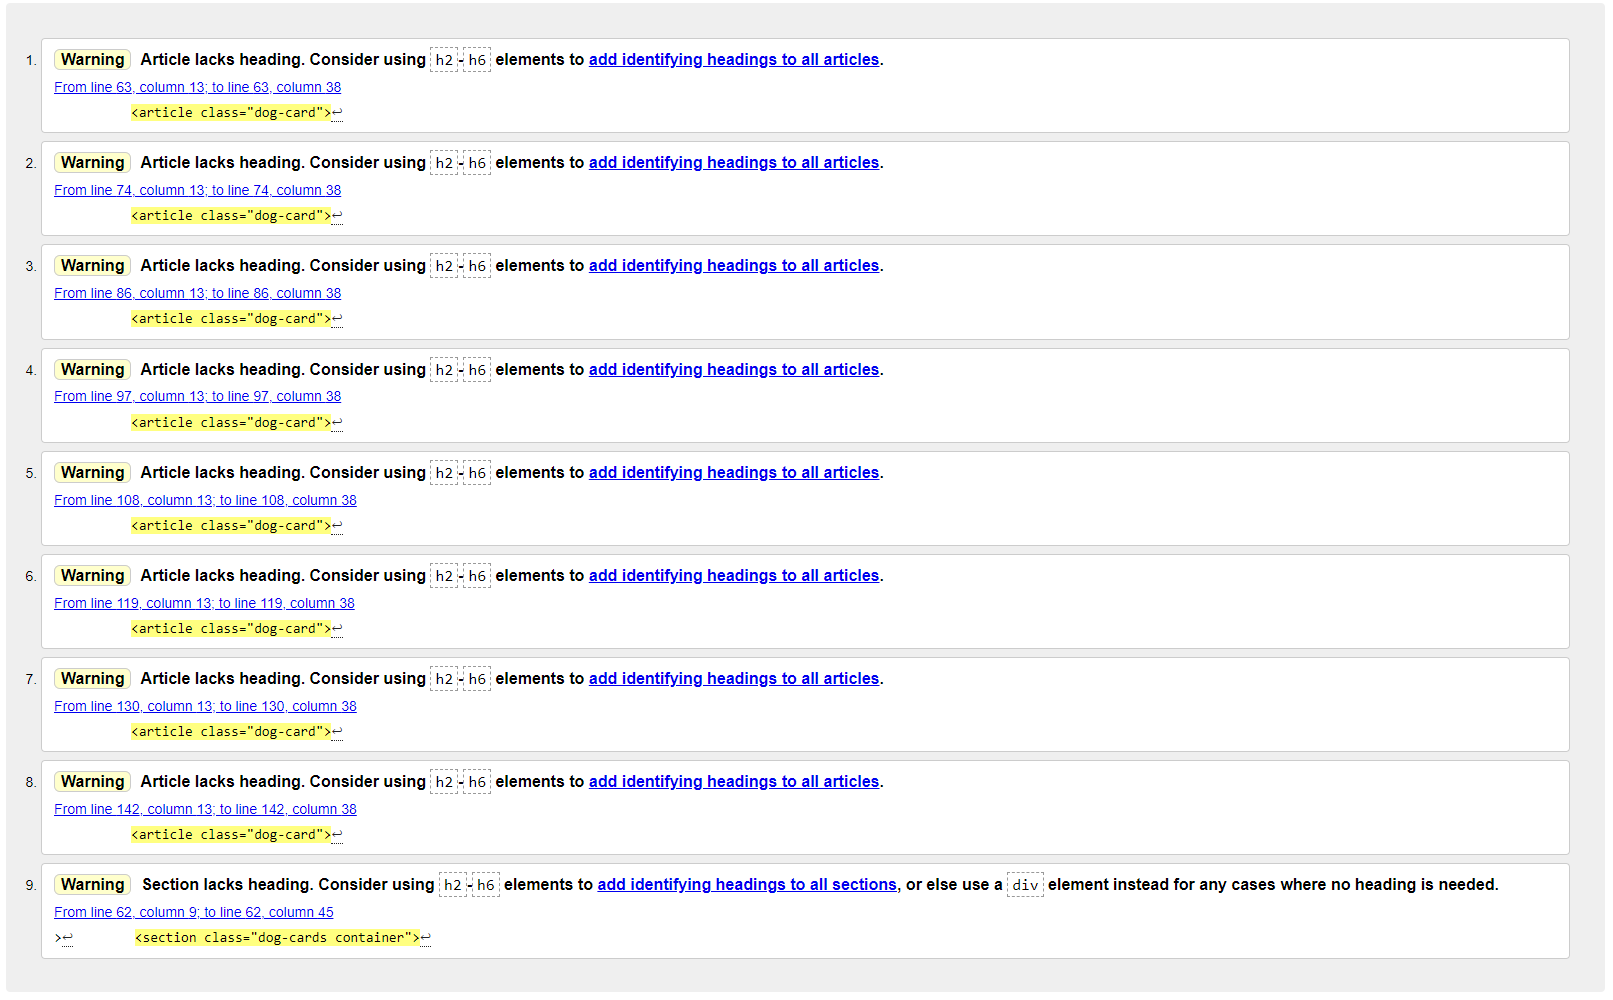 1. Warning Article lacks heading. Consider using h2-h6 elements to add identifying headings to all articles.
From line 63, column 13; to line 63, column 38
<article class="dog-card">↩
2. Warning Article lacks heading. Consider using h2-h6 elements to add identifying headings to all articles.
From line 74, column 13; to line 74, column 38
<article class="dog-card">↩
3. Warning Article lacks heading. Consider using h2-h6 elements to add identifying headings to all articles.
From line 86, column 13; to line 86, column 38
<article class="dog-card">↩
4. Warning Article lacks heading. Consider using h2-h6 elements to add identifying headings to all articles.
From line 97, column 13; to line 97, column 38
<article class="dog-card">↩
5. Warning Article lacks heading. Consider using h2-h6 elements to add identifying headings to all articles.
From line 108, column 13; to line 108, column 38
<article class="dog-card">↩
6. Warning Article lacks heading. Consider using h2-h6 elements to add identifying headings to all articles.
From line 119, column 13; to line 119, column 38
<article class="dog-card">↩
7. Warning Article lacks heading. Consider using h2-h6 elements to add identifying headings to all articles.
From line 130, column 13; to line 130, column 38
<article class="dog-card">↩
8. Warning Article lacks heading. Consider using h2-h6 elements to add identifying headings to all articles.
From line 142, column 13; to line 142, column 38
<article class="dog-card">↩
9. Warning Section lacks heading. Consider using h2-h6 elements to add identifying headings to all sections, or else use a div element instead for any cases where no heading is needed.
From line 62, column 9; to line 62, column 45
>↩ <section class="dog-cards container">↩